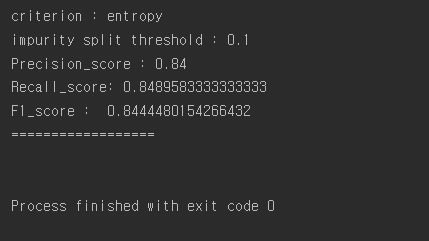 criterion : entropy
impurity split threshold : 0.1
Precision_score : 0.84
Recall_score: 0.8489583333333333
F1_score :  0.8444480154266432
==================
Process finished with exit code 0